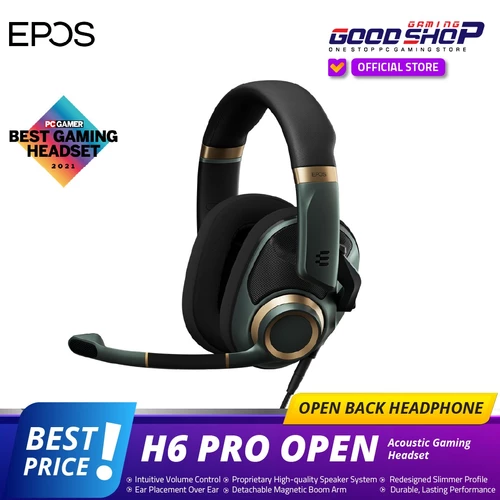 EPOS
GAMING
GOODSHOP
ONE STOP PC GAMING STORE
OFFICIAL STORE
PC GAMER
BEST GAMING
HEADSET
2021
EPOS
OPEN BACK HEADPHONE
BEST
PRICE!
H6 PRO OPEN
Acoustic Gaming
Headset
Intuitive Volume Control
Proprietary High-quality Speaker System
Redesigned Slimmer Profile
Ear Placement Over Ear
Detachable Magnetic Boom Arm
Durable, Lasting Performance